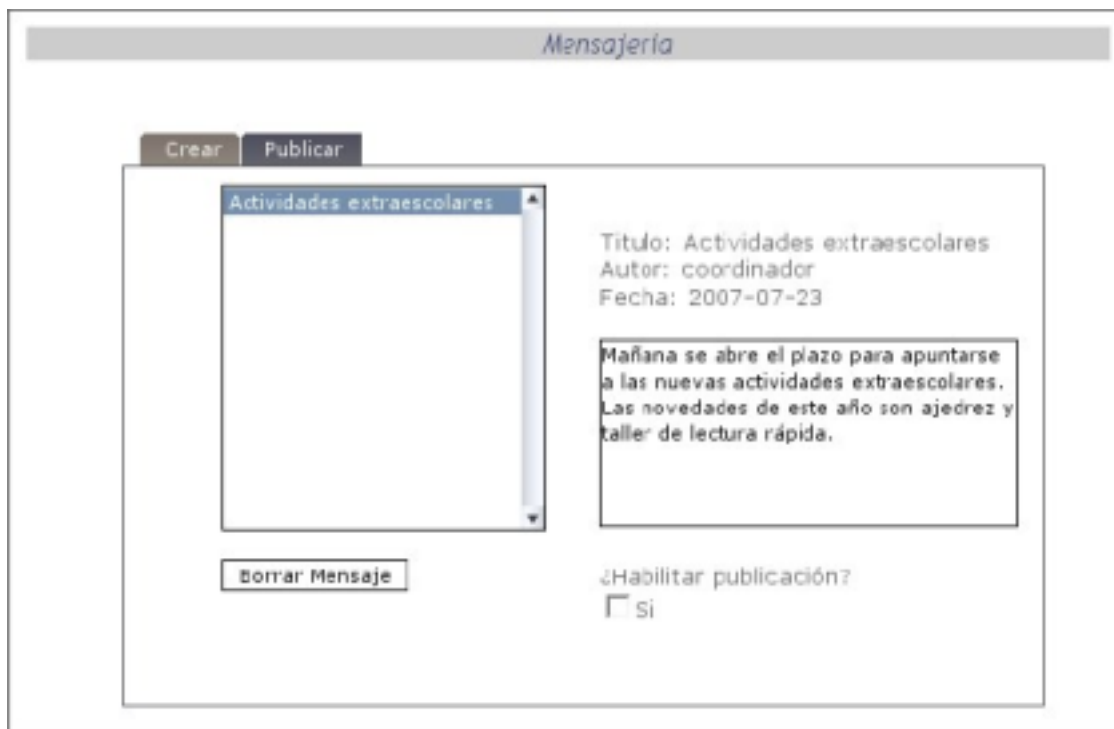 Mensajería
Crear
Publicar
Actividades extraescolares
Titulo: Actividades extraescolares
Autor: coordinador
Fecha: 2007-07-23
Mañana se abre el plazo para apuntarse
a las nuevas actividades extraescolares.
Las novedades de este año son ajedrez y
taller de lectura rápida.
Borrar Mensaje
¿Habilitar publicación?
Si